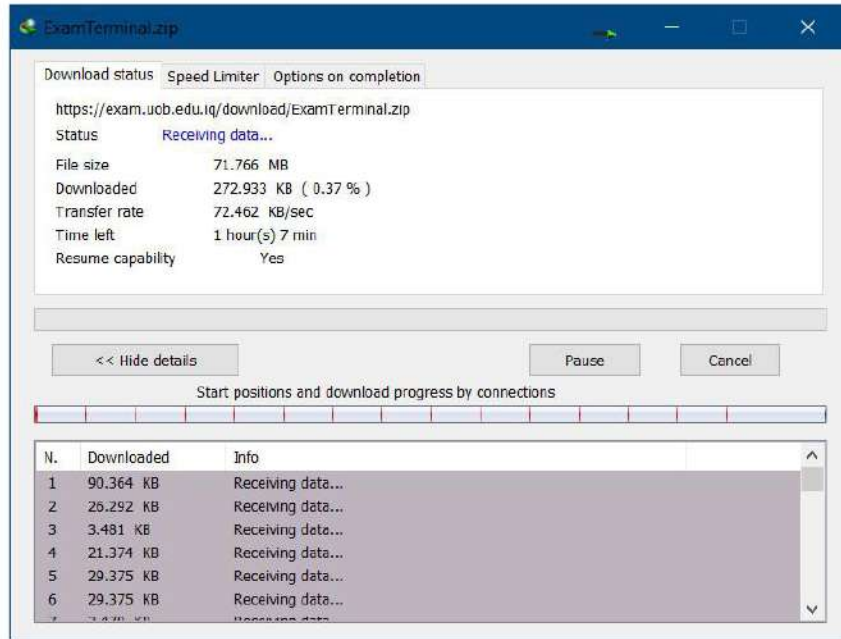 ExamTerminal.zip
Download status Speed Limiter Options on completion
https://exam.uob.edu.iq/download/ExamTerminal.zip
Status Receiving data...
File size 71.766 MB
Downloaded 272.933 KB ( 0.37 % )
Transfer rate 72.462 KB/sec
Time left 1 hour(s) 7 min
Resume capability Yes
<< Hide details Pause Cancel
Start positions and download progress by connections
N. Downloaded Info
1 90.364 KB Receiving data...
2 26.292 KB Receiving data...
3 3.481 KB Receiving data...
4 21.374 KB Receiving data...
5 29.375 KB Receiving data...
6 29.375 KB Receiving data...